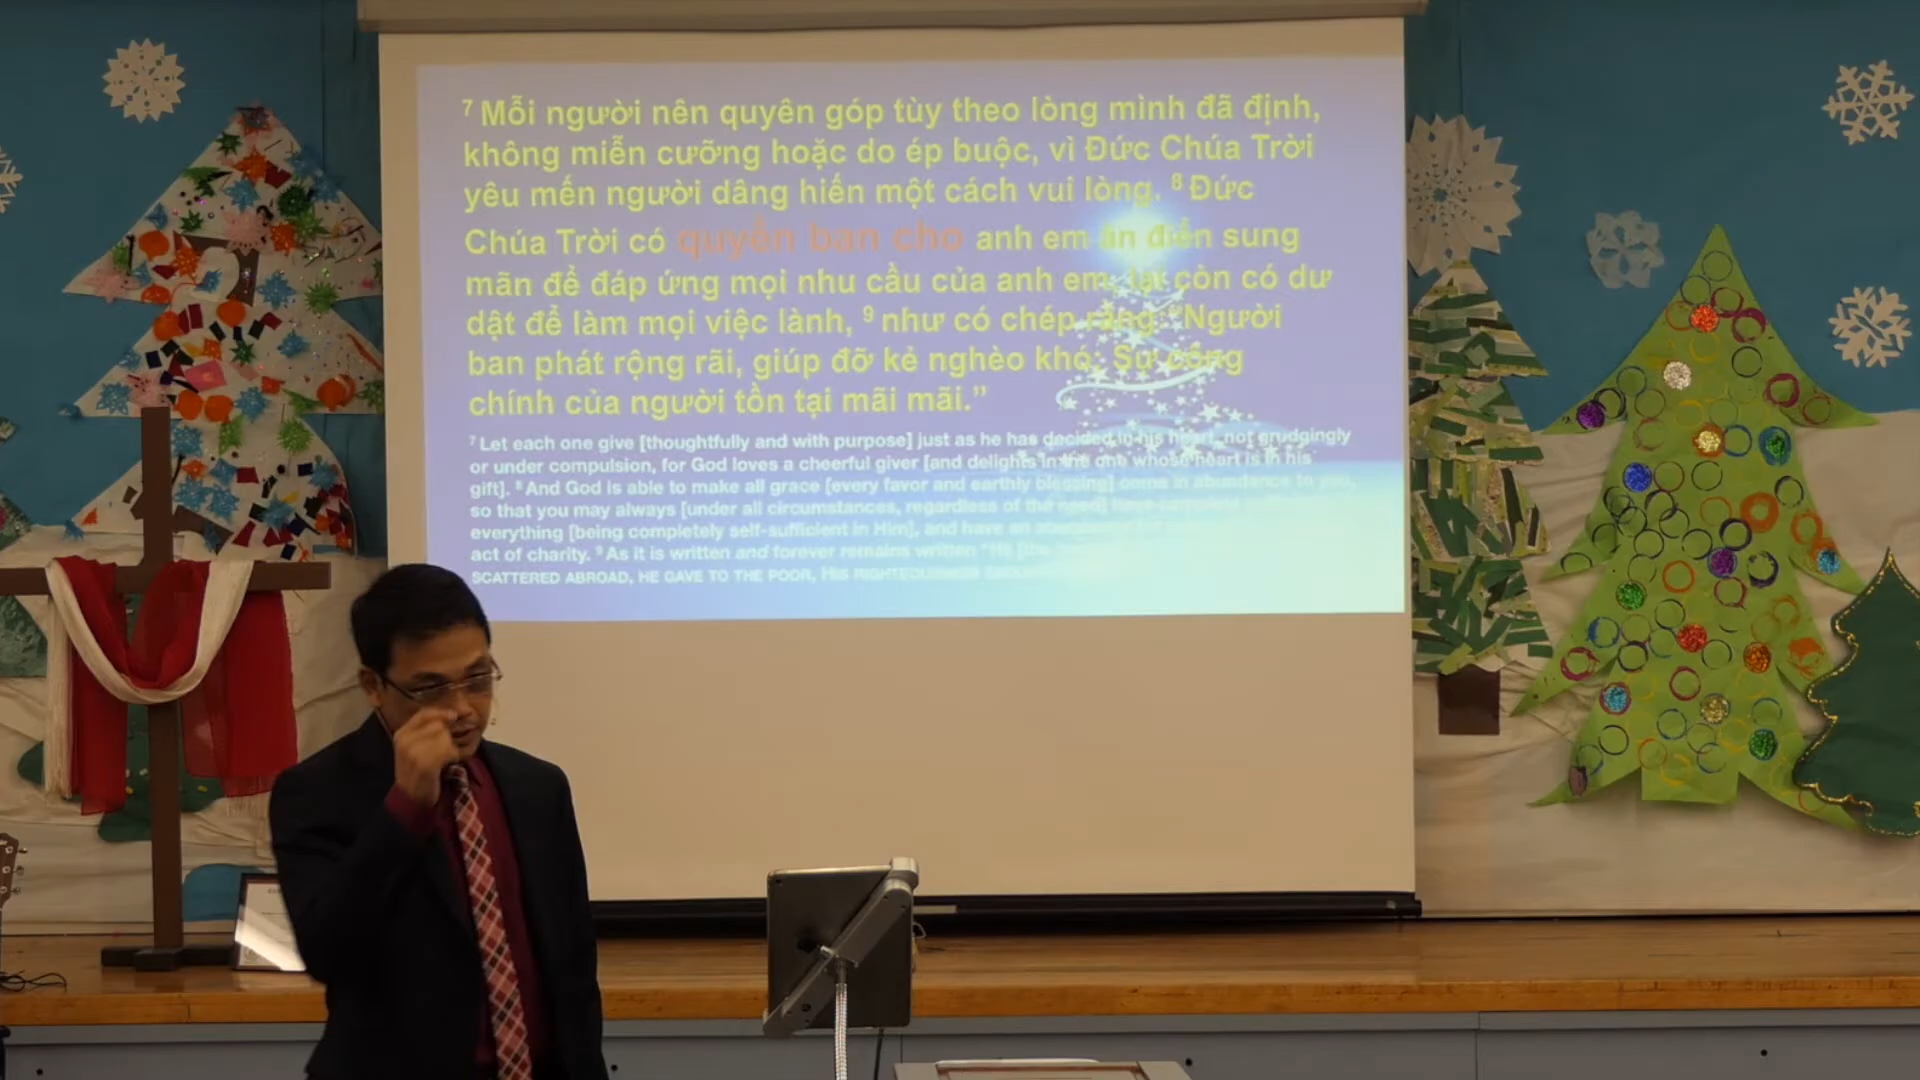 ⁷ Mỗi người nên quyên góp tùy theo lòng mình đã định,
không miễn cưỡng hoặc do ép buộc, vì Đức Chúa Trời
yêu mến người dâng hiến một cách vui lòng. ⁸ Đức
Chúa Trời có quyền ban cho anh em ân điển sung
mãn để đáp ứng mọi nhu cầu của anh em, lại còn có dư
dật để làm mọi việc lành, ⁹ như có chép rằng: “Người
ban phát rộng rãi, giúp đỡ kẻ nghèo khó; Sự công
chính của người tồn tại mãi mãi.”
⁷ Let each one give [thoughtfully and with purpose] just as he has decided in his heart, not grudgingly
or under compulsion, for God loves a cheerful giver [and delights in the one whose heart is in his
gift]. ⁸ And God is able to make all grace [every favor and earthly blessing] come in abundance to you,
so that you may always [under all circumstances, regardless of the need] have complete
everything [being completely self-sufficient in Him], and have an abundance
act of charity. ⁹ As it is written and forever remains written “He [the
SCATTERED ABROAD, HE GAVE TO THE POOR, HIS RIGHTEOUSNESS